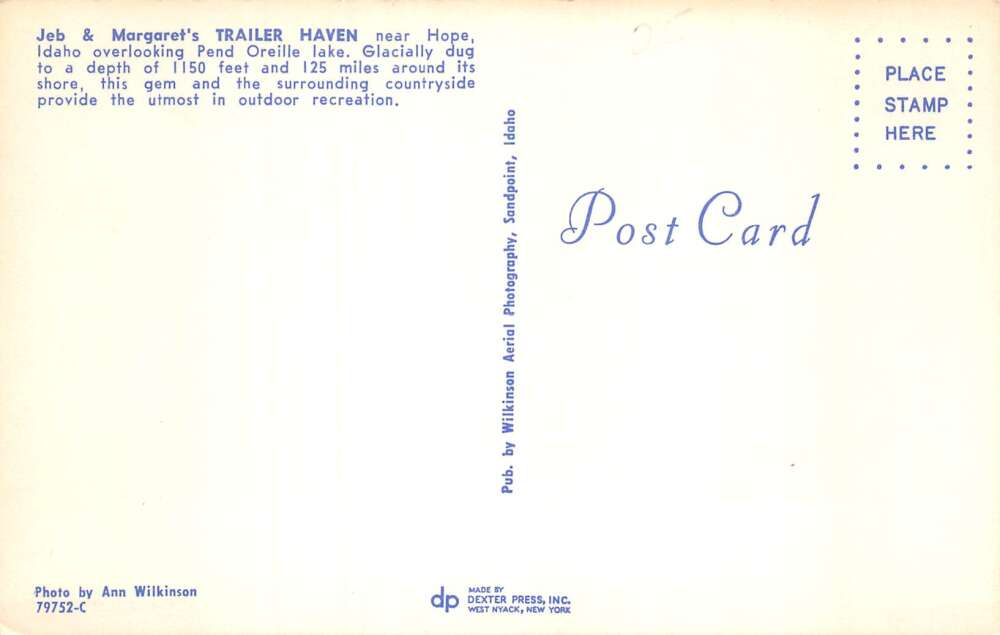 Jeb & Margaret's TRAILER HAVEN near Hope,
Idaho overlooking Pend Oreille lake. Glacially dug
to a depth of 1150 feet and 125 miles around its
shore, this gem and the surrounding countryside
provide the utmost in outdoor recreation.
Pub. by Wilkinson Aerial Photography, Sandpoint, Idaho
Post Card
PLACE
STAMP
HERE
Photo by Ann Wilkinson
79752-C
dp
MADE BY
DEXTER PRESS, INC.
WEST NYACK, NEW YORK